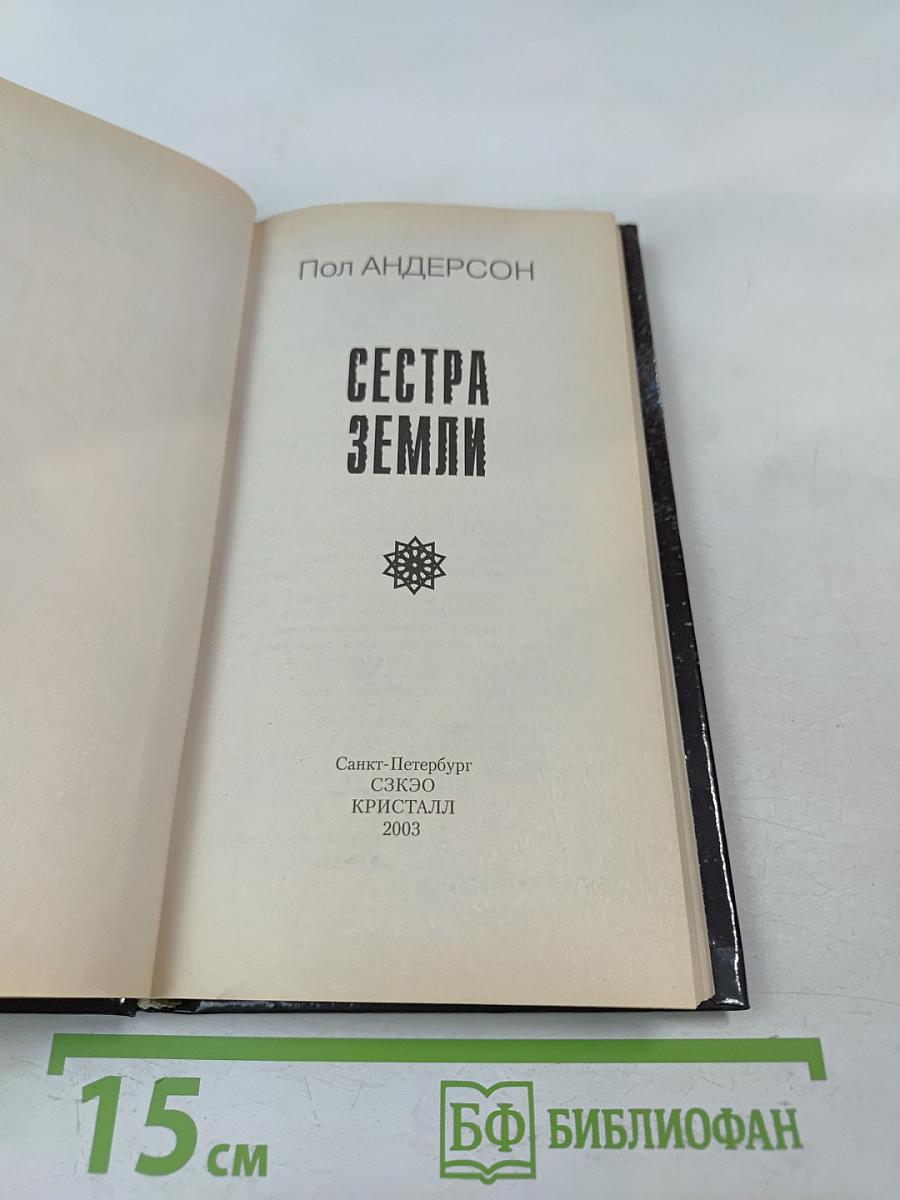 Пол АНДЕРСОН
СЕСТРА
ЗЕМЛИ
Санкт-Петербург
СЗКЭО
КРИСТАЛЛ
2003
15 см
БФ БИБЛИОФАН